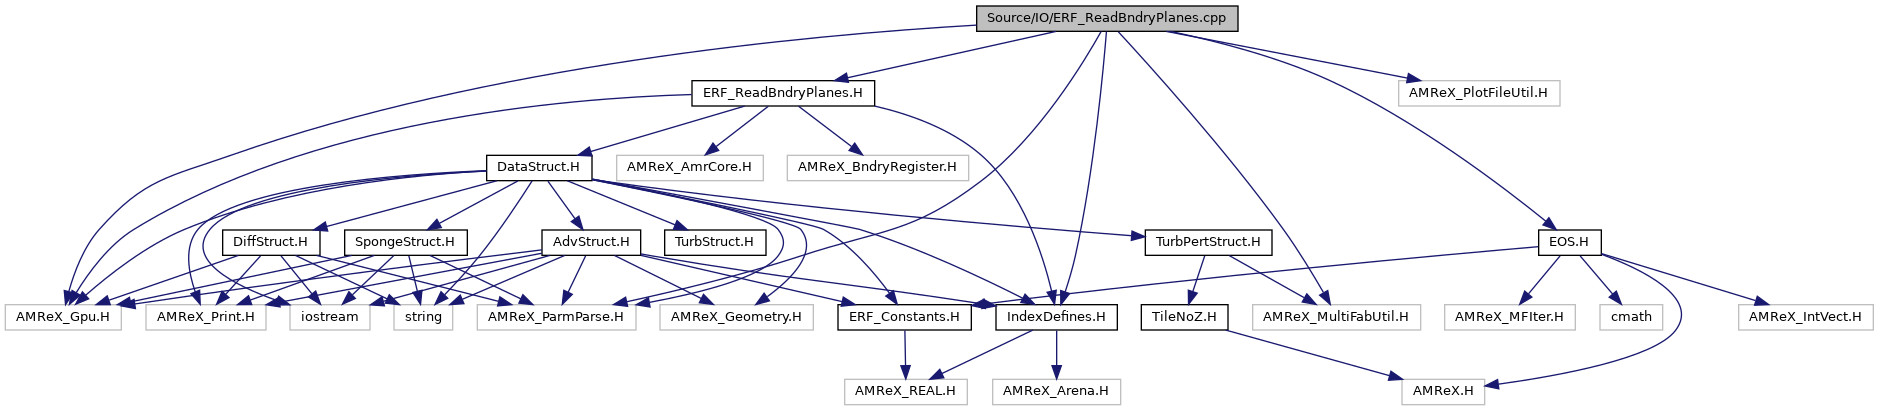 Source/IO/ERF_ReadBndryPlanes.cpp
ERF_ReadBndryPlanes.H
AMReX_PlotFileUtil.H
DataStruct.H
AMReX_AmrCore.H
AMReX_BndryRegister.H
DiffStruct.H
SpongeStruct.H
AdvStruct.H
TurbStruct.H
TurbPertStruct.H
EOS.H
AMReX_Gpu.H
AMReX_Print.H
iostream
string
AMReX_ParmParse.H
AMReX_Geometry.H
ERF_Constants.H
IndexDefines.H
TileNoZ.H
AMReX_MultiFabUtil.H
AMReX_MFIter.H
cmath
AMReX_IntVect.H
AMReX_REAL.H
AMReX_Arena.H
AMReX.H